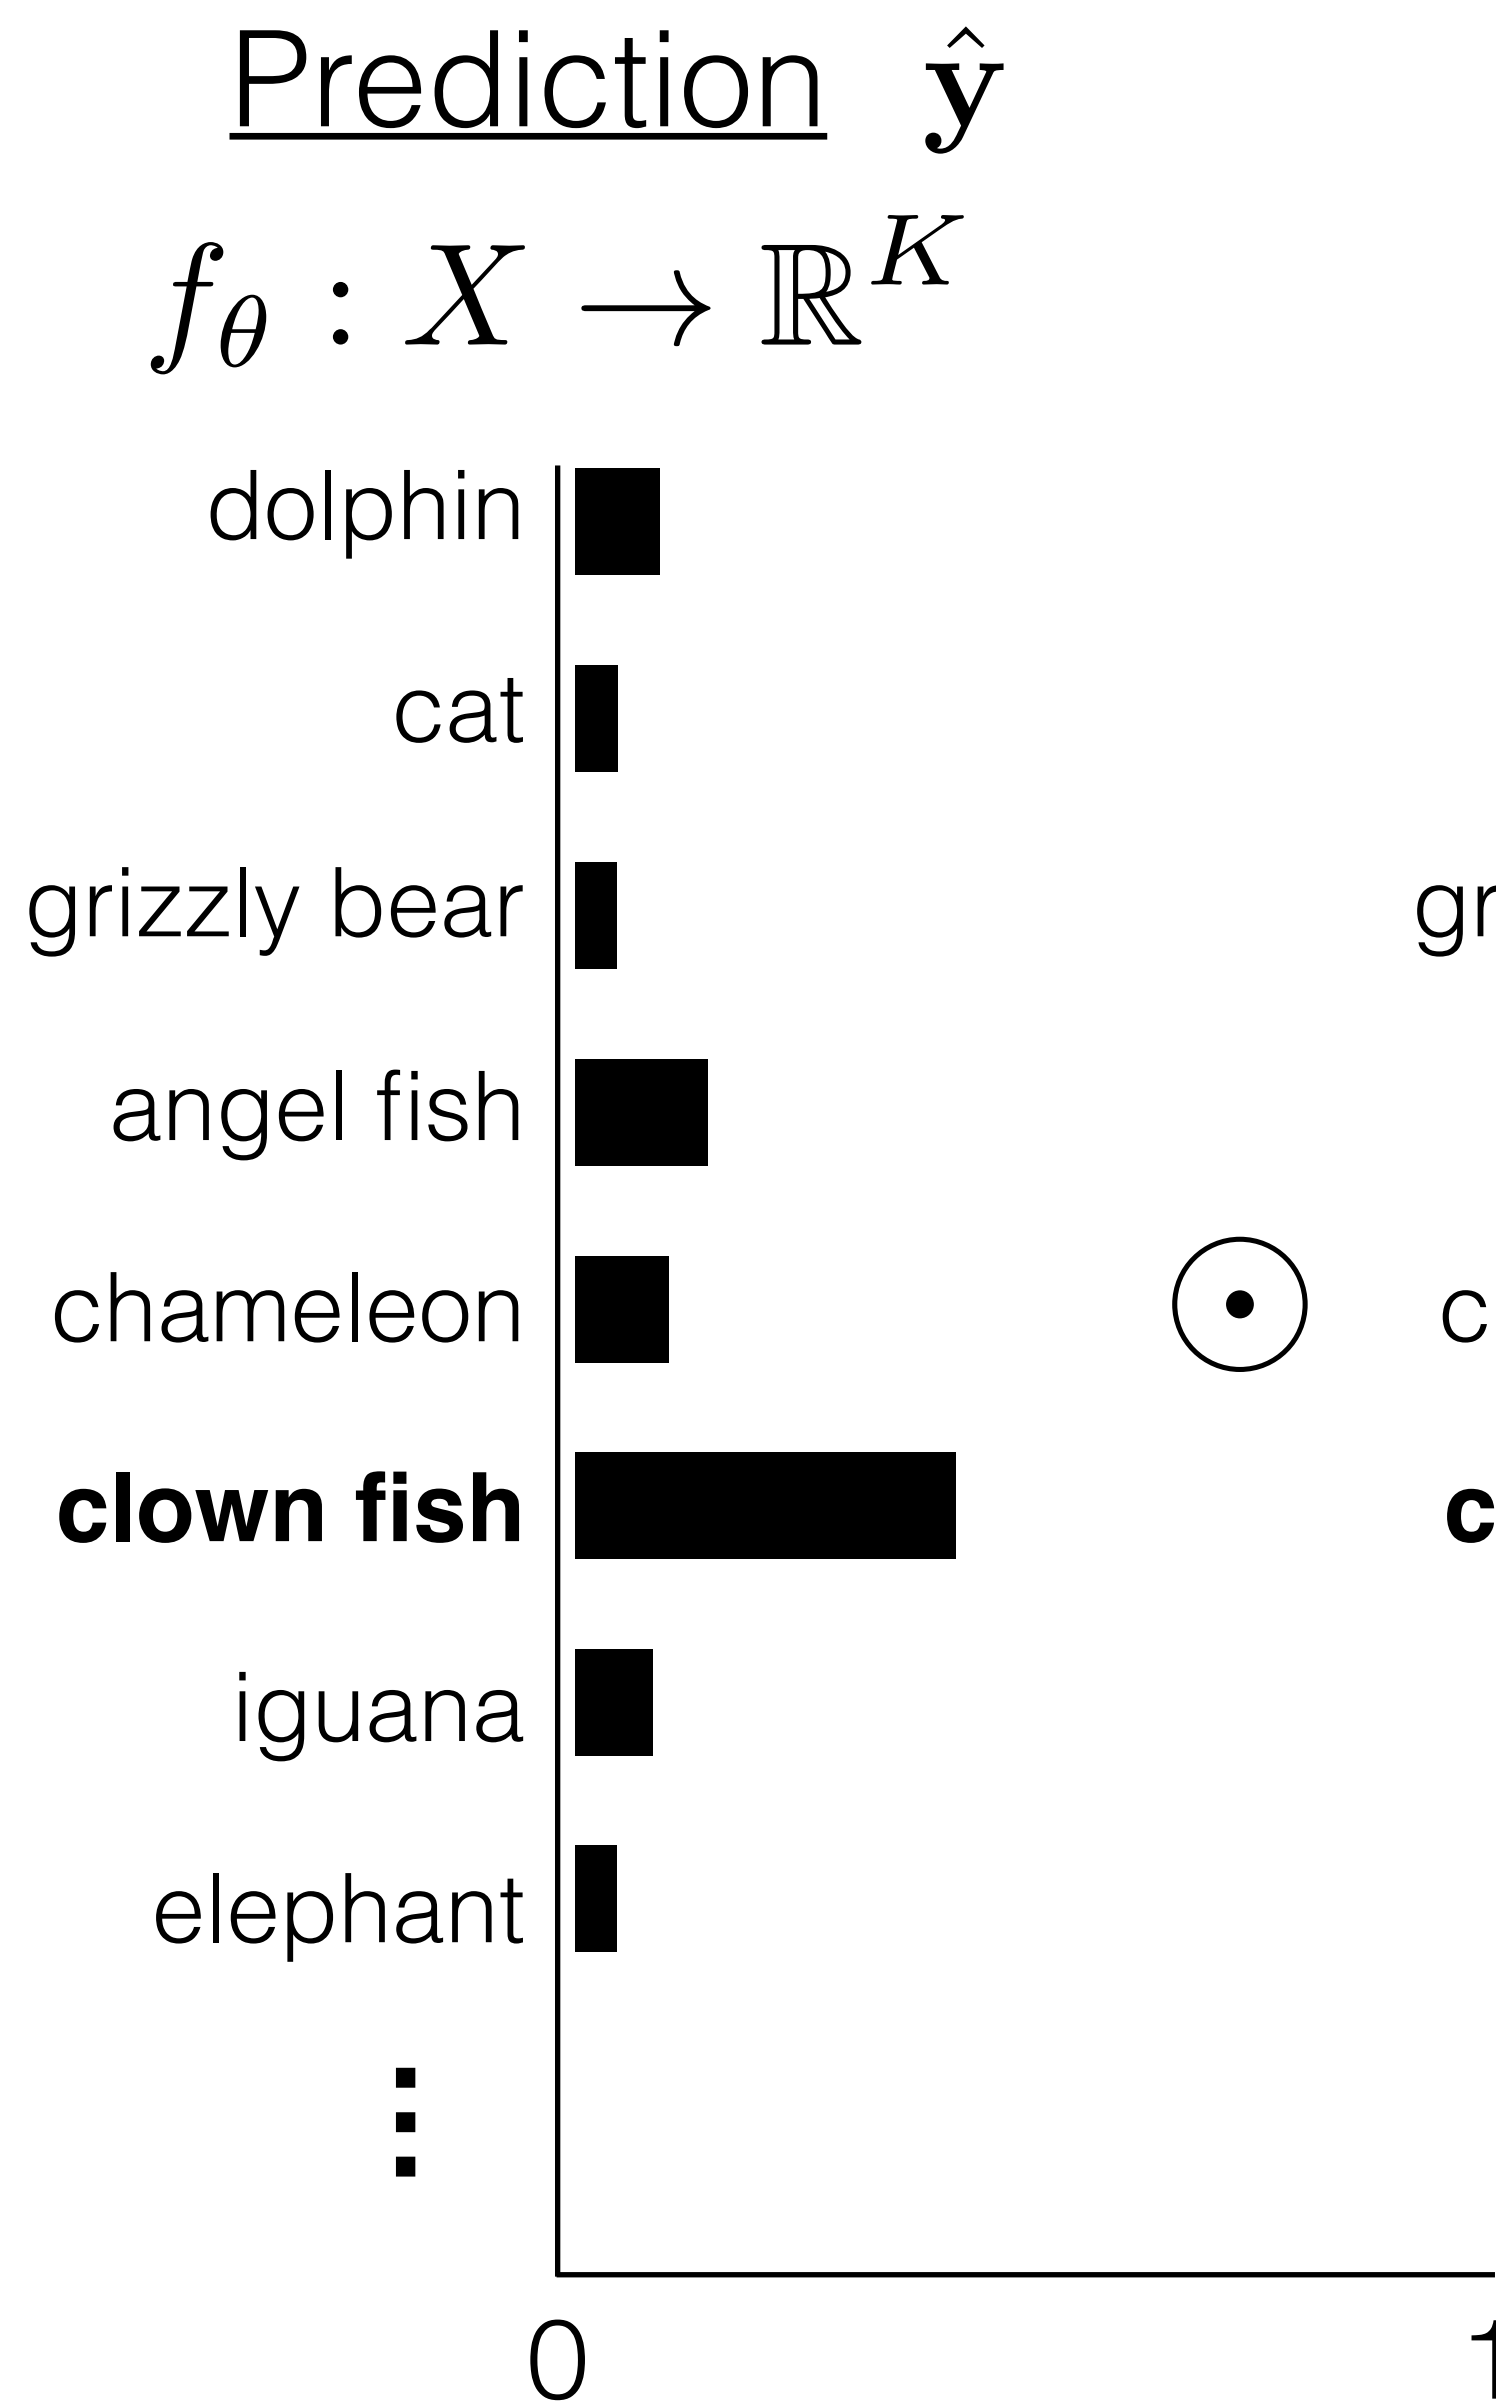 Prediction ŷ
f_θ : X → ℝ^K
dolphin
cat
grizzly bear
angel fish
chameleon
⊙
clown fish
iguana
elephant
⋮
0